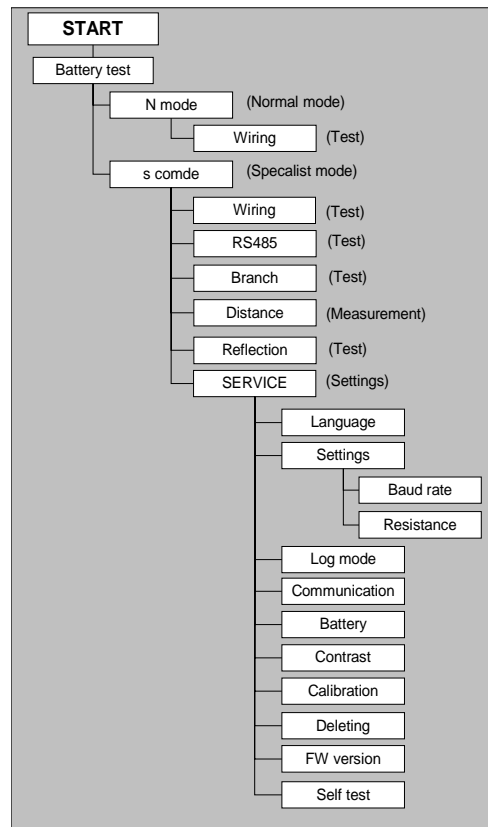 START
Battery test
N mode (Normal mode)
Wiring (Test)
s comde (Specalist mode)
Wiring (Test)
RS485 (Test)
Branch (Test)
Distance (Measurement)
Reflection (Test)
SERVICE (Settings)
Language
Settings
Baud rate
Resistance
Log mode
Communication
Battery
Contrast
Calibration
Deleting
FW version
Self test